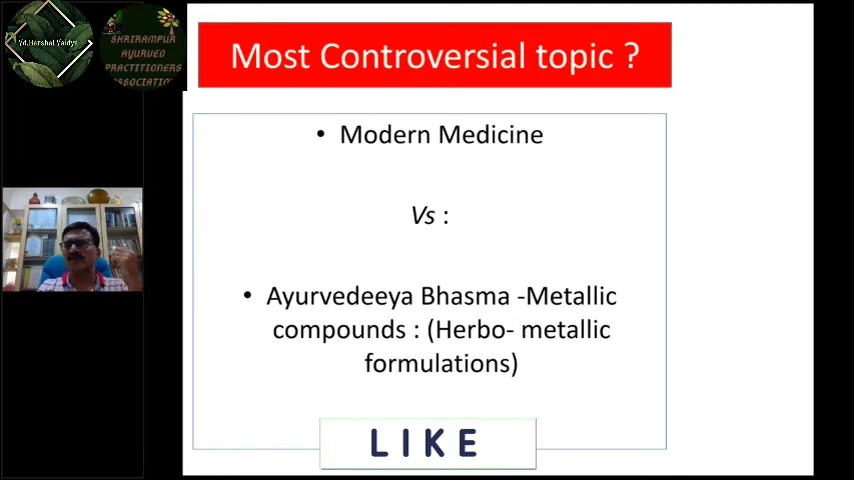 Yd.Harshal Vaidya
SHRIRAMPUR
AYURVED
PRACTITIONERS
ASSOCIATION
Most Controversial topic ?
• Modern Medicine
Vs :
• Ayurvedeeya Bhasma -Metallic
compounds : (Herbo- metallic
formulations)
LIKE